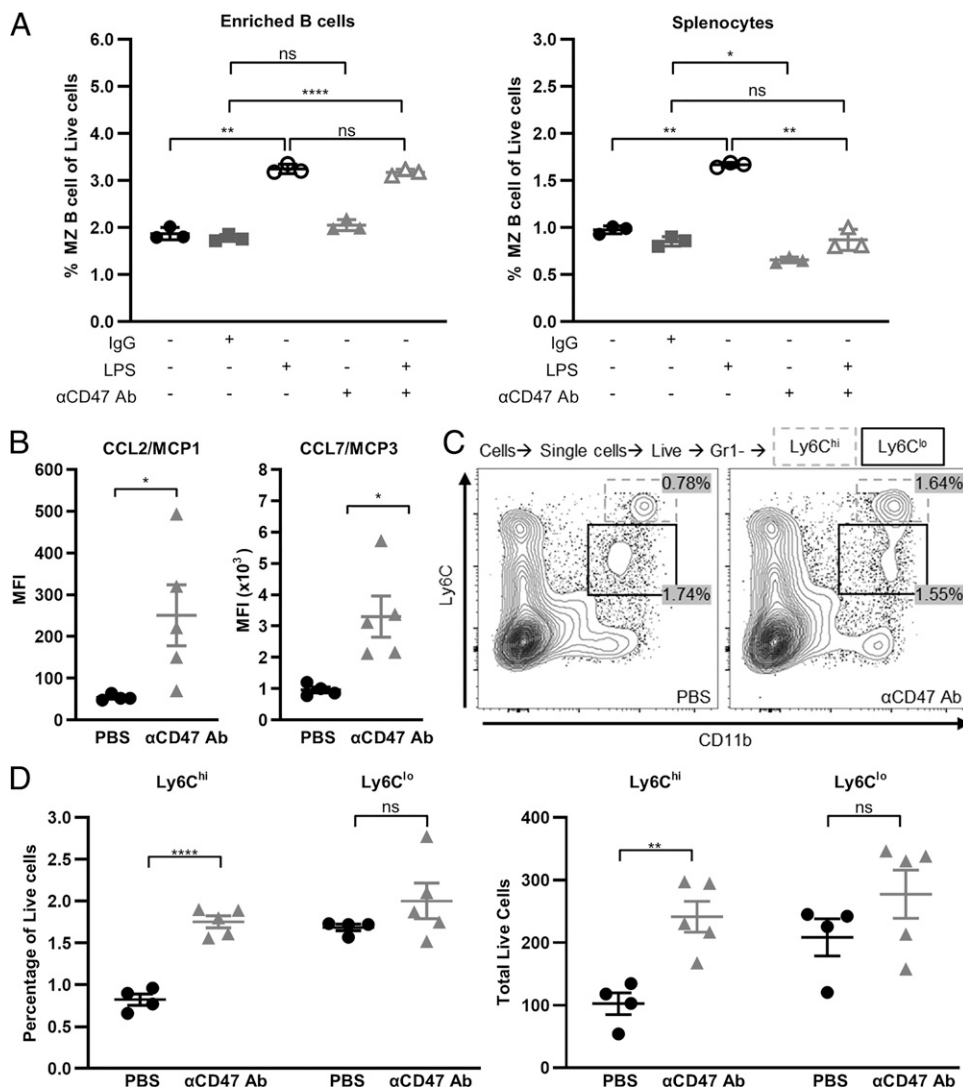 A
Enriched B cells
% MZ B cell of Live cells
6.0
5.0
4.0
3.0
2.0
1.0
0.0
ns
****
**
ns
IgG - + - - -
LPS - - + - +
αCD47 Ab - - - + +
Splenocytes
% MZ B cell of Live cells
3.0
2.5
2.0
1.5
1.0
0.5
0.0
*
ns
**
**
- + - - -
- - + - +
- - - + +
B
CCL2/MCP1
MFI
600
500
400
300
200
100
0
*
PBS αCD47 Ab
CCL7/MCP3
MFI (x10³)
8
7
6
5
4
3
2
1
0
*
PBS αCD47 Ab
C
Cells→ Single cells→ Live → Gr1- → Ly6Chi Ly6Clo
Ly6C
0.78%
1.74%
PBS
1.64%
1.55%
αCD47 Ab
CD11b
D
Ly6Chi Ly6Clo
Percentage of Live cells
3.0
2.5
2.0
1.5
1.0
0.5
0.0
****
ns
PBS αCD47 Ab PBS αCD47 Ab
Ly6Chi Ly6Clo
Total Live Cells
400
300
200
100
0
**
ns
PBS αCD47 Ab PBS αCD47 Ab